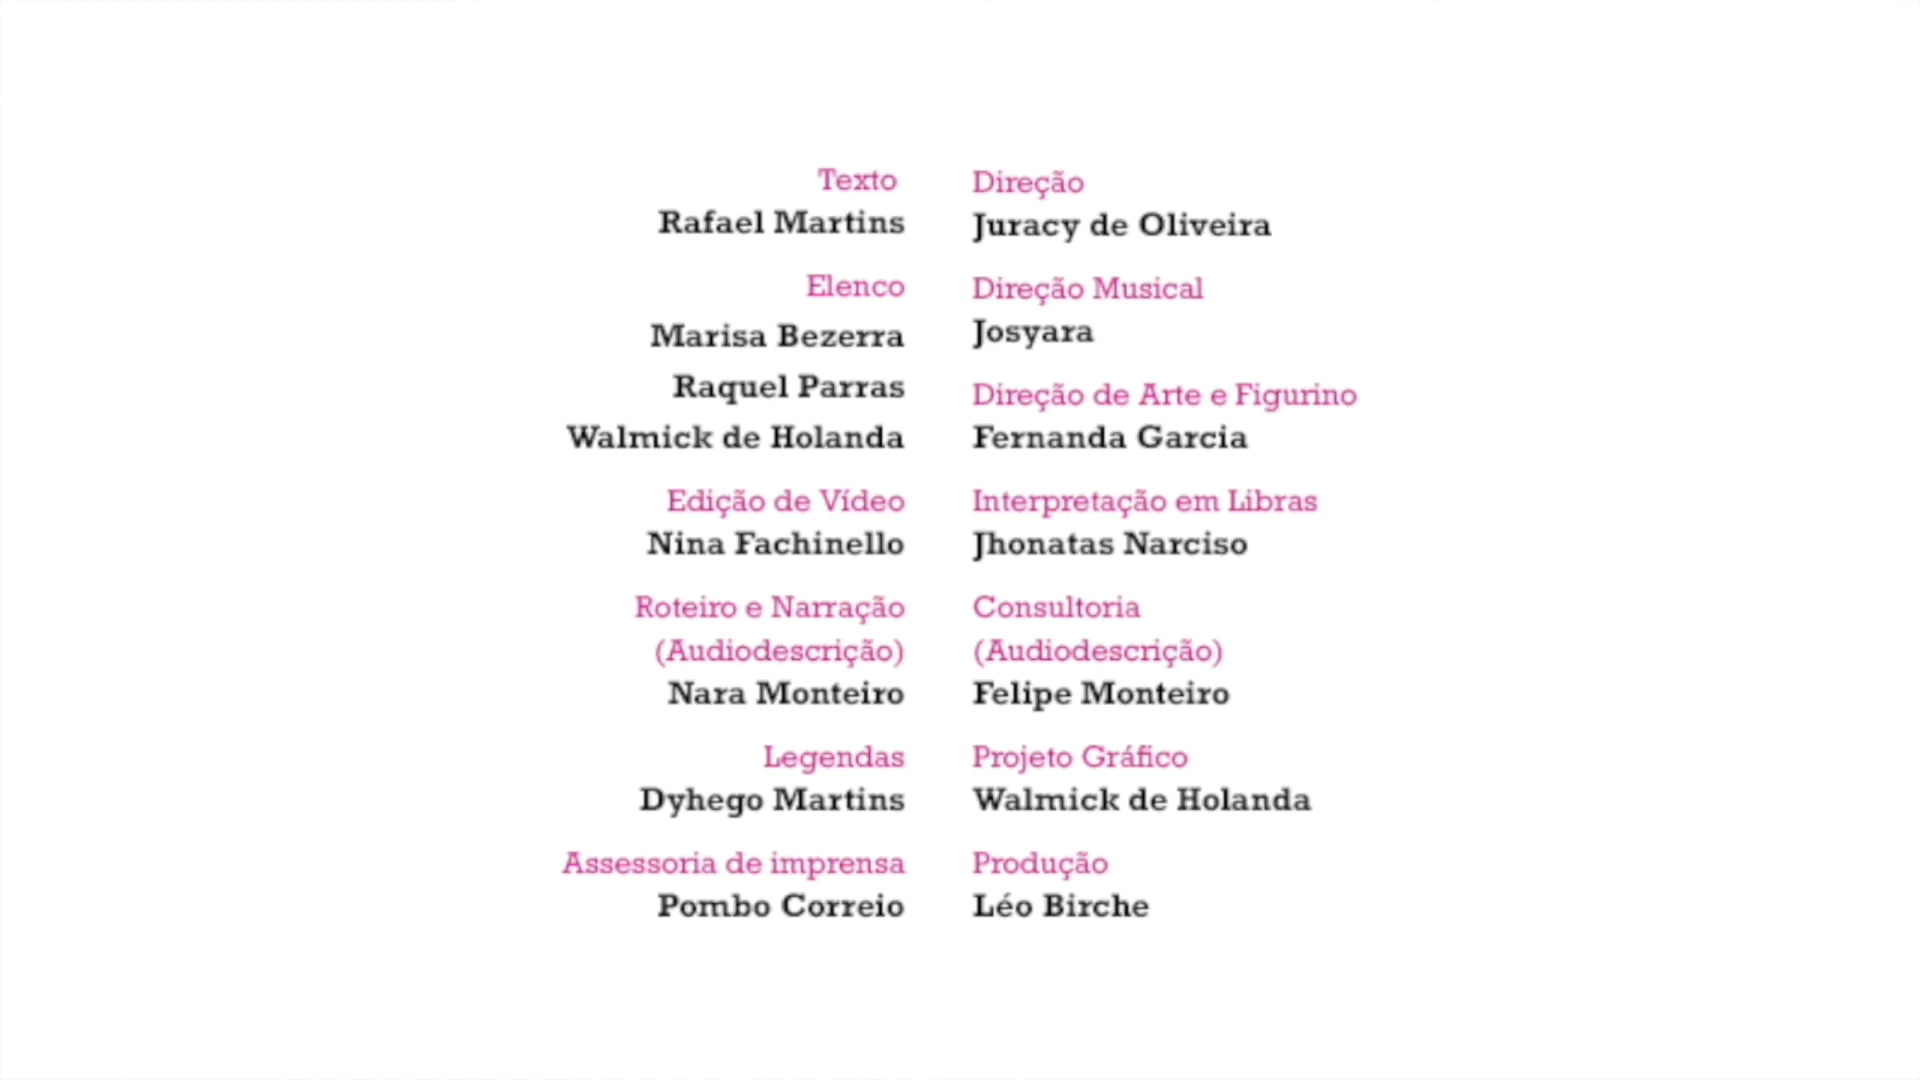 Texto
Rafael Martins
Elenco
Marisa Bezerra
Raquel Parras
Walmick de Holanda
Edição de Vídeo
Nina Fachinello
Roteiro e Narração
(Audiodescrição)
Nara Monteiro
Legendas
Dyhego Martins
Assessoria de imprensa
Pombo Correio
Direção
Juracy de Oliveira
Direção Musical
Josyara
Direção de Arte e Figurino
Fernanda Garcia
Interpretação em Libras
Jhonatas Narciso
Consultoria
(Audiodescrição)
Felipe Monteiro
Projeto Gráfico
Walmick de Holanda
Produção
Léo Birche